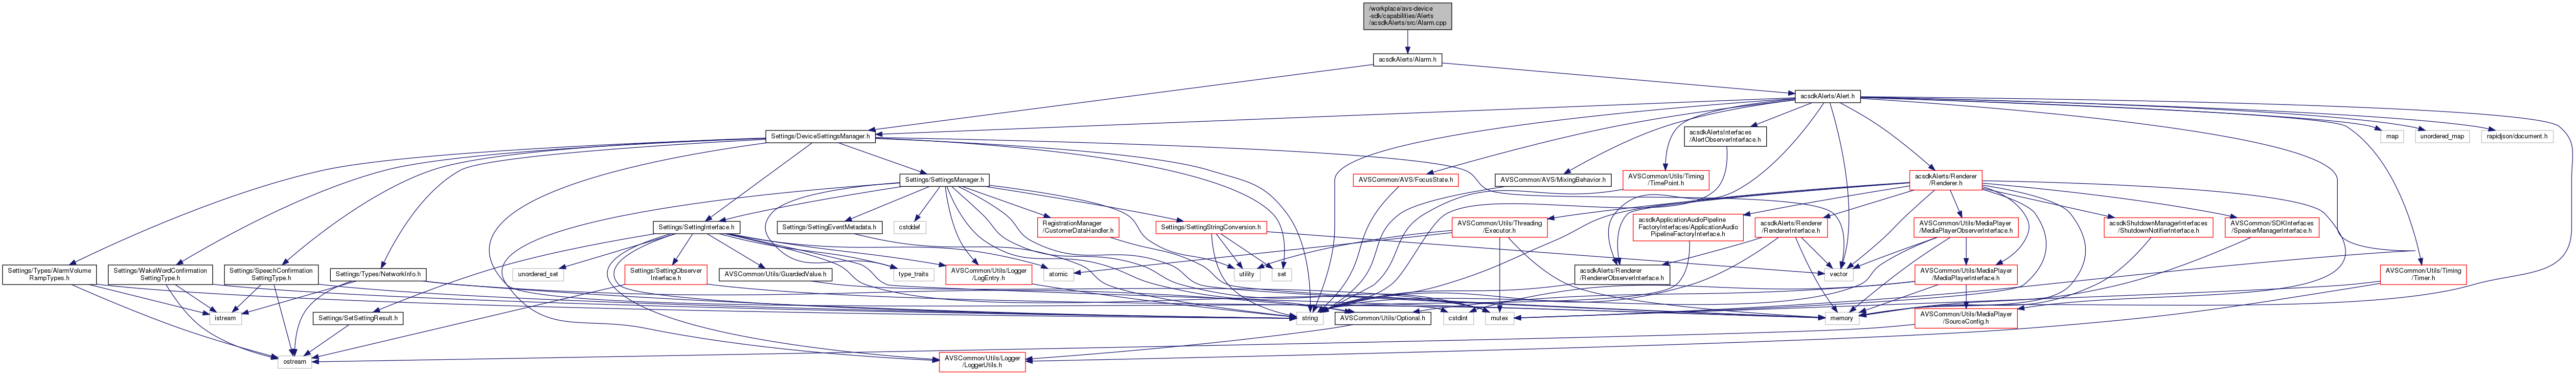 /workplace/avs-device
-sdk/capabilities/Alerts
/acsdkAlerts/src/Alarm.cpp
acsdkAlerts/Alarm.h
acsdkAlerts/Alert.h
Settings/DeviceSettingsManager.h
acsdkAlertsInterfaces
/AlertObserverInterface.h
map
unordered_map
rapidjson/document.h
Settings/SettingsManager.h
AVSCommon/AVS/FocusState.h
AVSCommon/AVS/MixingBehavior.h
AVSCommon/Utils/Timing
/TimePoint.h
acsdkAlerts/Renderer
/Renderer.h
Settings/SettingInterface.h
Settings/SettingEventMetadata.h
cstddef
RegistrationManager
/CustomerDataHandler.h
Settings/SettingStringConversion.h
AVSCommon/Utils/Threading
/Executor.h
acsdkApplicationAudioPipeline
FactoryInterfaces/ApplicationAudio
PipelineFactoryInterface.h
acsdkAlerts/Renderer
/RendererInterface.h
AVSCommon/Utils/MediaPlayer
/MediaPlayerObserverInterface.h
acsdkShutdownManagerInterfaces
/ShutdownNotifierInterface.h
AVSCommon/SDKInterfaces
/SpeakerManagerInterface.h
Settings/Types/AlarmVolume
RampTypes.h
Settings/WakeWordConfirmation
SettingType.h
Settings/SpeechConfirmation
SettingType.h
Settings/Types/NetworkInfo.h
unordered_set
Settings/SettingObserver
Interface.h
AVSCommon/Utils/GuardedValue.h
type_traits
AVSCommon/Utils/Logger
/LogEntry.h
atomic
utility
set
acsdkAlerts/Renderer
/RendererObserverInterface.h
vector
AVSCommon/Utils/MediaPlayer
/MediaPlayerInterface.h
AVSCommon/Utils/Timing
/Timer.h
istream
Settings/SetSettingResult.h
string
AVSCommon/Utils/Optional.h
cstdint
mutex
memory
AVSCommon/Utils/MediaPlayer
/SourceConfig.h
ostream
AVSCommon/Utils/Logger
/LoggerUtils.h